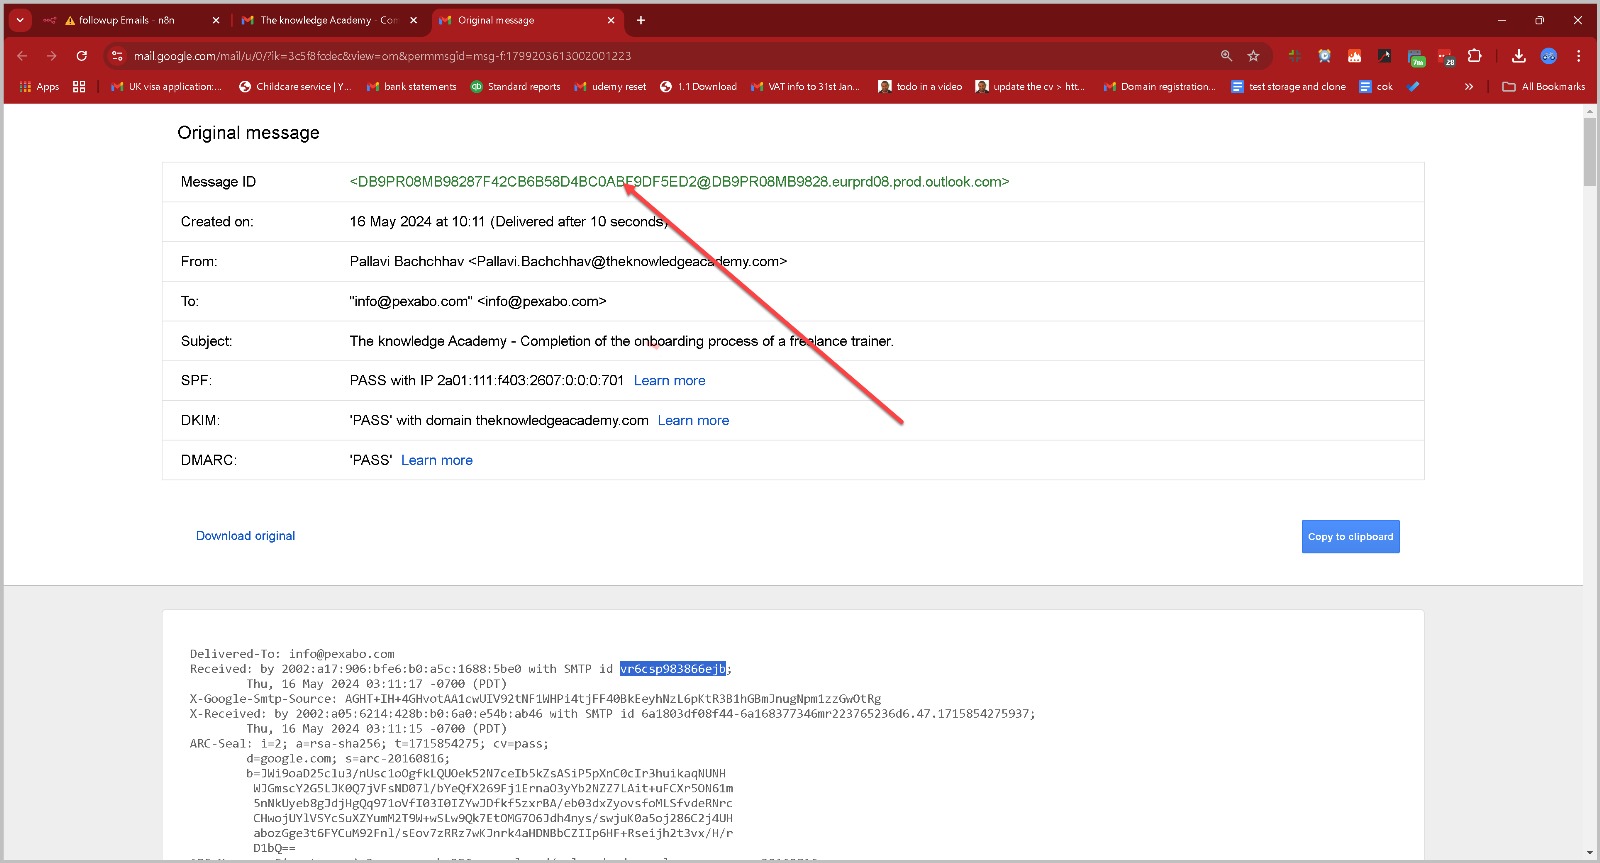 followup Emails - n8n
The knowledge Academy - Com
Original message
mail.google.com/mail/u/0/?ik=3c5f8fcdec&view=om&permmsgid=msg-f:1799203613002001223
7m
28
Apps
UK visa application:...
Childcare service | Y...
bank statements
Standard reports
udemy reset
1.1 Download
VAT info to 31st Jan...
todo in a video
update the cv > htt...
Domain registration...
test storage and clone
cok
All Bookmarks
Original message
Message ID <DB9PR08MB98287F42CB6B58D4BC0ABF9DF5ED2@DB9PR08MB9828.eurprd08.prod.outlook.com>
Created on: 16 May 2024 at 10:11 (Delivered after 10 seconds)
From: Pallavi Bachchhav <Pallavi.Bachchhav@theknowledgeacademy.com>
To: "info@pexabo.com" <info@pexabo.com>
Subject: The knowledge Academy - Completion of the onboarding process of a freelance trainer.
SPF: PASS with IP 2a01:111:f403:2607:0:0:0:701 Learn more
DKIM: 'PASS' with domain theknowledgeacademy.com Learn more
DMARC: 'PASS' Learn more
Download original
Copy to clipboard
Delivered-To: info@pexabo.com
Received: by 2002:a17:906:bfe6:b0:a5c:1688:5be0 with SMTP id vr6csp983866ejb;
Thu, 16 May 2024 03:11:17 -0700 (PDT)
X-Google-Smtp-Source: AGHT+IH+4GHvotAA1cwUIV92tNF1WHPi4tjFF40BkEeyhNzL6pKtR3B1hGBmJnugNpm1zzGwOtRg
X-Received: by 2002:a05:6214:428b:b0:6a0:e54b:ab46 with SMTP id 6a1803df08f44-6a168377346mr223765236d6.47.1715854275937;
Thu, 16 May 2024 03:11:15 -0700 (PDT)
ARC-Seal: i=2; a=rsa-sha256; t=1715854275; cv=pass;
d=google.com; s=arc-20160816;
b=JWi9oaD25clu3/nUsc1oOgfkLQUOek52N7ceIb5kZsASiP5pXnC0cIr3huikaqNUNH
WJGmscY2G5LJK0Q7jVFsND07l/bYeQfX269Fj1ErnaO3yYb2NZZ7LAit+uFCXr5ON61m
5nNkUyeb8gJdjHgQq971oVfI03I0IZYwJDfkf5zxrBA/eb03dxZyovsfoMLSfvdeRNrc
CHwojUYlVSYcSuXZYumM2T9W+wSLw9Qk7EtOMG7O6Jdh4nys/swjuK0a5oj286C2j4UH
abozGge3t6FYCuM92Fnl/sEov7zRRz7wKJnrk4aHDNBbCZIIp6HF+Rseijh2t3vx/H/r
D1bQ==